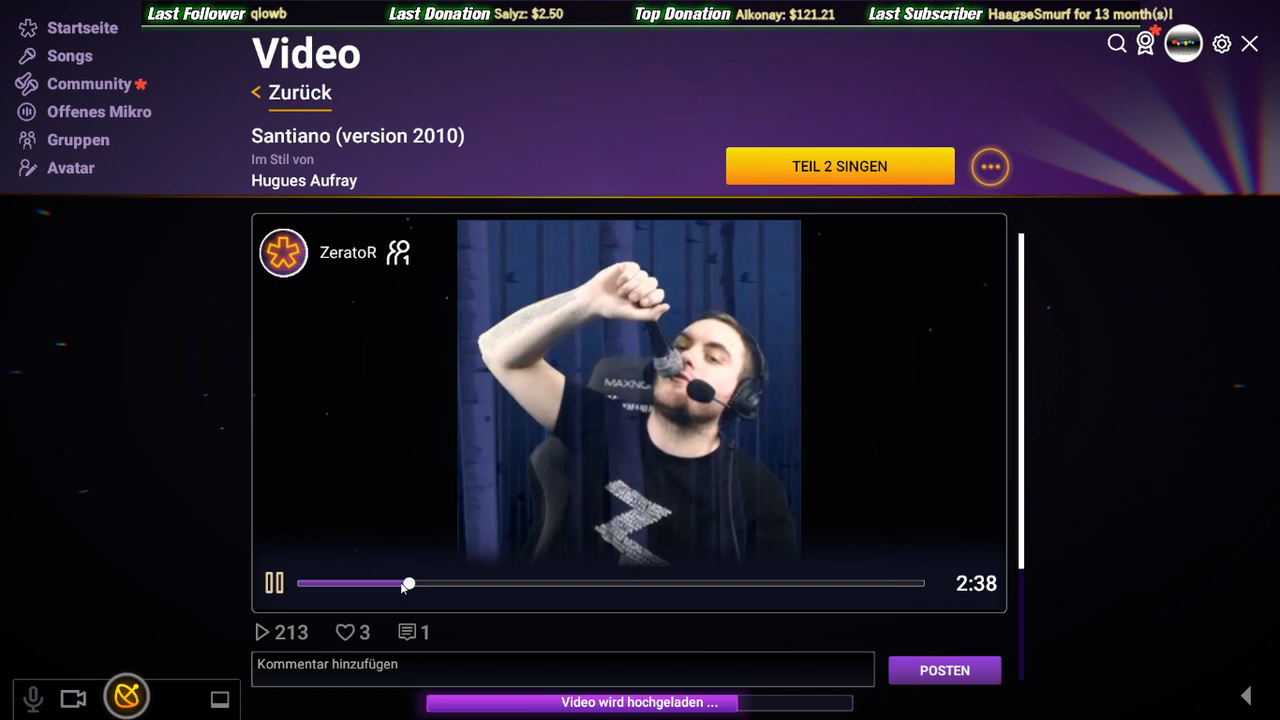 Last Follower qlowb Last Donation Salyz: $2.50 Top Donation Alkonay: $121.21 Last Subscriber HaagseSmurf for 13 month(s)!
Startseite
Songs
Community
Offenes Mikro
Gruppen
Avatar
Video
< Zurück
Santiano (version 2010)
Im Stil von
Hugues Aufray
TEIL 2 SINGEN
ZeratoR
2:38
213 3 1
Kommentar hinzufügen
POSTEN
Video wird hochgeladen ...